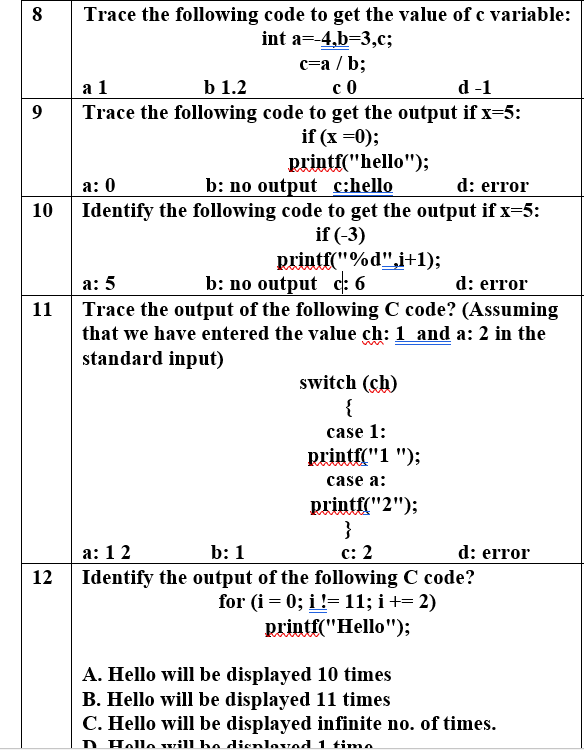 8 Trace the following code to get the value of c variable:
int a=-4,b=3,c;
c=a / b;
a 1 b 1.2 c 0 d -1
9 Trace the following code to get the output if x=5:
if (x =0);
printf("hello");
a: 0 b: no output c:hello d: error
10 Identify the following code to get the output if x=5:
if (-3)
printf("%d",i+1);
a: 5 b: no output c: 6 d: error
11 Trace the output of the following C code? (Assuming
that we have entered the value ch: 1 and a: 2 in the
standard input)
switch (ch)
{
case 1:
printf("1 ");
case a:
printf("2");
}
a: 1 2 b: 1 c: 2 d: error
12 Identify the output of the following C code?
for (i = 0; i != 11; i += 2)
printf("Hello");
A. Hello will be displayed 10 times
B. Hello will be displayed 11 times
C. Hello will be displayed infinite no. of times.
D. Hello will be displayed 1 time